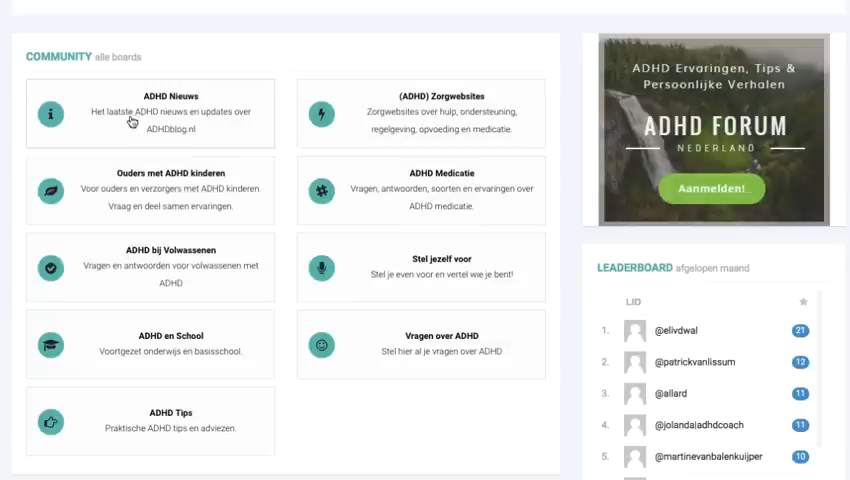 COMMUNITY alle boards
ADHD Nieuws
Het laatste ADHD nieuws en updates over
ADHDblog.nl
(ADHD) Zorgwebsites
Zorgwebsites over hulp, ondersteuning,
regelgeving, opvoeding en medicatie.
Ouders met ADHD kinderen
Voor ouders en verzorgers met ADHD kinderen.
Vraag en deel samen ervaringen.
ADHD Medicatie
Vragen, antwoorden, soorten en ervaringen over
ADHD medicatie.
ADHD bij Volwassenen
Vragen en antwoorden voor volwassenen met
ADHD
Stel jezelf voor
Stel je even voor en vertel wie je bent!
ADHD en School
Voortgezet onderwijs en basisschool.
Vragen over ADHD
Stel hier al je vragen over ADHD
ADHD Tips
Praktische ADHD tips en adviezen.
ADHD Ervaringen, Tips &
Persoonlijke Verhalen
ADHD FORUM
NEDERLAND
Aanmelden!
LEADERBOARD afgelopen maand
LID
1. @elivdwal 21
2. @patrickvanlissum 12
3. @allard 11
4. @jolanda|adhdcoach 11
5. @martinevanbalenkuijper 10